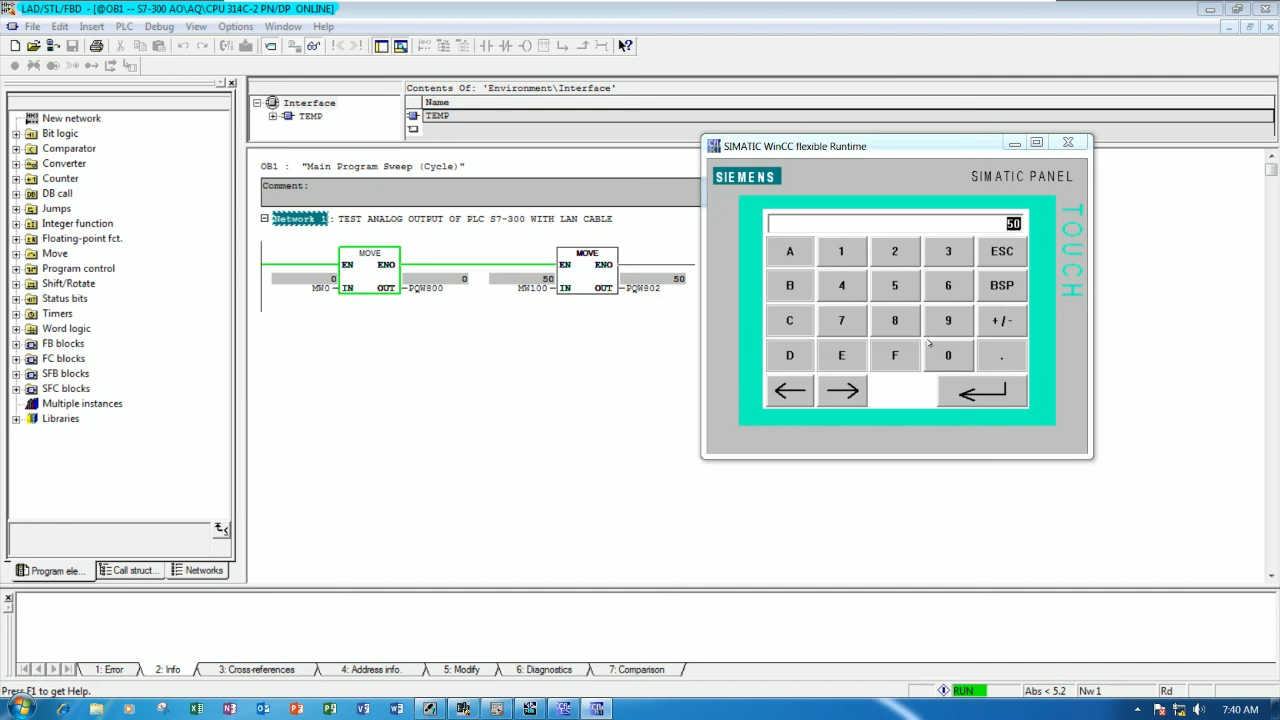 LAD/STL/FBD - [@OB1 -- S7-300 AO\AQ\CPU 314C-2 PN/DP ONLINE]
File Edit Insert PLC Debug View Options Window Help
New network
Bit logic
Comparator
Converter
Counter
DB call
Jumps
Integer function
Floating-point fct.
Move
Program control
Shift/Rotate
Status bits
Timers
Word logic
FB blocks
FC blocks
SFB blocks
SFC blocks
Multiple instances
Libraries
Program ele... Call struct... Networks
Interface
TEMP
Contents Of: 'Environment\Interface'
Name
TEMP
OB1 : "Main Program Sweep (Cycle)"
Comment:
Network 1: TEST ANALOG OUTPUT OF PLC S7-300 WITH LAN CABLE
MOVE MOVE
EN ENO EN ENO
0 0 50 50
MW0 IN OUT PQW800 MW100 IN OUT PQW802
SIMATIC WinCC flexible Runtime
SIEMENS SIMATIC PANEL
TOUCH
50
A 1 2 3 ESC
B 4 5 6 BSP
C 7 8 9 +/-
D E F 0 .
1: Error 2: Info 3: Cross-references 4: Address info. 5: Modify 6: Diagnostics 7: Comparison
Press F1 to get Help. RUN Abs < 5.2 Nw 1 Rd
7:40 AM